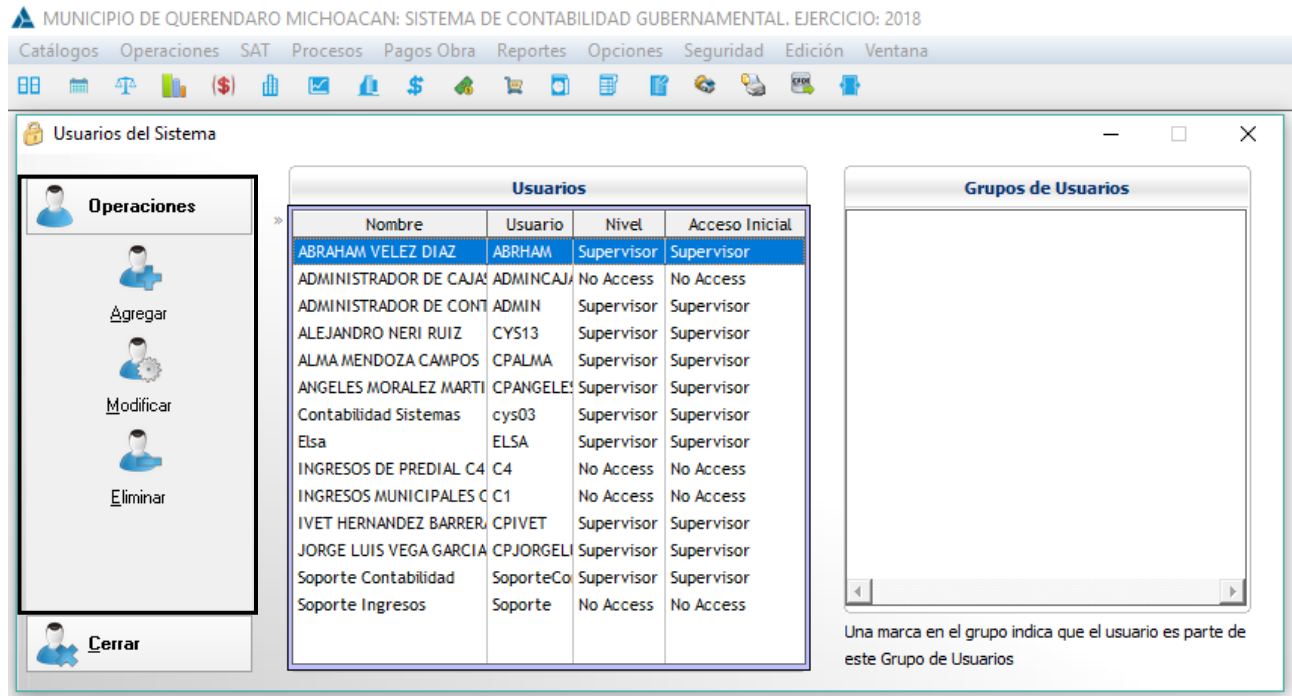 MUNICIPIO DE QUERENDARO MICHOACAN: SISTEMA DE CONTABILIDAD GUBERNAMENTAL. EJERCICIO: 2018
Catálogos Operaciones SAT Procesos Pagos Obra Reportes Opciones Seguridad Edición Ventana
Usuarios del Sistema
Operaciones
Agregar
Modificar
Eliminar
Cerrar
Usuarios
Nombre Usuario Nivel Acceso Inicial
ABRAHAM VELEZ DIAZ ABRHAM Supervisor Supervisor
ADMINISTRADOR DE CAJAS ADMINCAJA No Access No Access
ADMINISTRADOR DE CONT ADMIN Supervisor Supervisor
ALEJANDRO NERI RUIZ CYS13 Supervisor Supervisor
ALMA MENDOZA CAMPOS CPALMA Supervisor Supervisor
ANGELES MORALEZ MARTI CPANGELES Supervisor Supervisor
Contabilidad Sistemas cys03 Supervisor Supervisor
Elsa ELSA Supervisor Supervisor
INGRESOS DE PREDIAL C4 C4 No Access No Access
INGRESOS MUNICIPALES C C1 No Access No Access
IVET HERNANDEZ BARRERA CPIVET Supervisor Supervisor
JORGE LUIS VEGA GARCIA CPJORGELU Supervisor Supervisor
Soporte Contabilidad SoporteCo Supervisor Supervisor
Soporte Ingresos Soporte No Access No Access
Grupos de Usuarios
Una marca en el grupo indica que el usuario es parte de
este Grupo de Usuarios